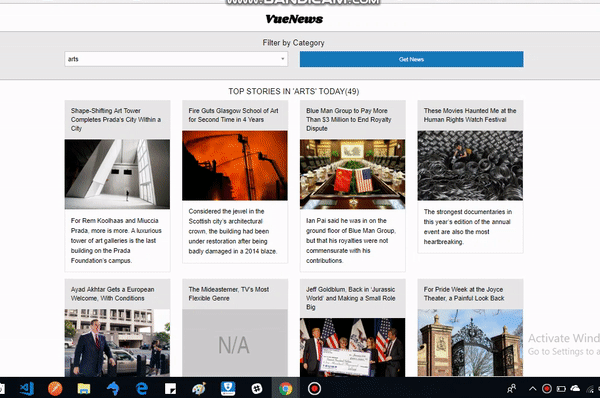 WWW.BANDICAM.COM
VueNews
Filter by Category
arts
Get News
TOP STORIES IN 'ARTS' TODAY(49)
Shape-Shifting Art Tower
Completes Prada's City Within a
City
For Rem Koolhaas and Miuccia
Prada, more is more. A luxurious
tower of art galleries is the last
building on the Prada
Foundation's campus.
Fire Guts Glasgow School of Art
for Second Time in 4 Years
Considered the jewel in the
Scottish city's architectural
crown, the building had been
under restoration after being
badly damaged in a 2014 blaze.
Blue Man Group to Pay More
Than $3 Million to End Royalty
Dispute
Ian Pai said he was in on the
ground floor of Blue Man Group,
but that his royalties were not
commensurate with his
contributions.
These Movies Haunted Me at the
Human Rights Watch Festival
The strongest documentaries in
this year's edition of the annual
event are also the most
heartbreaking.
Ayad Akhtar Gets a European
Welcome, With Conditions
The Mideasterner, TV's Most
Flexible Genre
N/A
Jeff Goldblum, Back in 'Jurassic
World' and Making a Small Role
Big
For Pride Week at the Joyce
Theater, a Painful Look Back
Activate Wind
Go to Settings to a